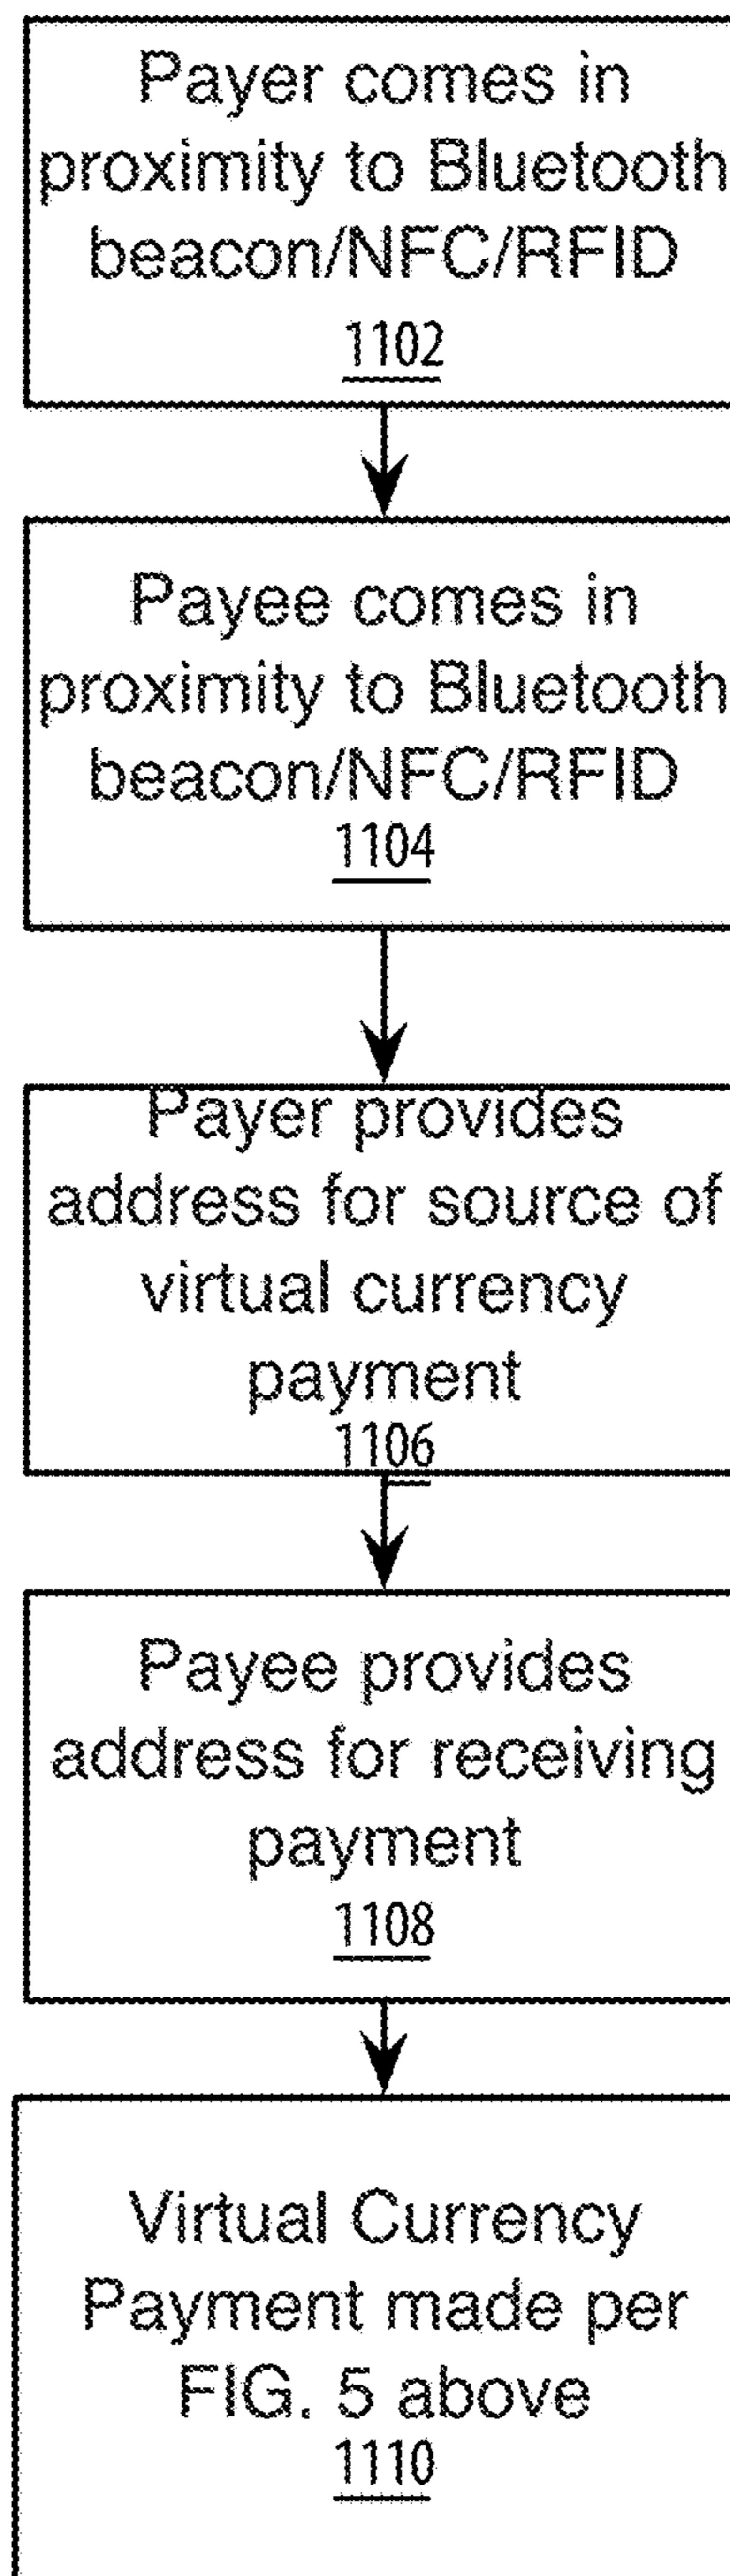 Payer comes in
proximity to Bluetooth
beacon/NFC/RFID
1102
Payee comes in
proximity to Bluetooth
beacon/NFC/RFID
1104
Payer provides
address for source of
virtual currency
payment
1106
Payee provides
address for receiving
payment
1108
Virtual Currency
Payment made per
FIG. 5 above
1110